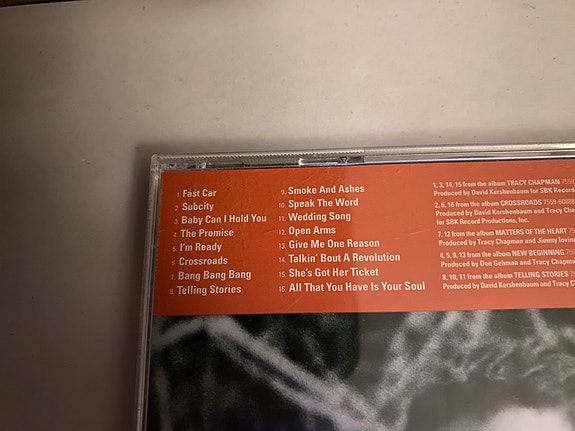 1. Fast Car
2. Subcity
3. Baby Can I Hold You
4. The Promise
5. I'm Ready
6. Crossroads
7. Bang Bang Bang
8. Telling Stories
9. Smoke And Ashes
10. Speak The Word
11. Wedding Song
12. Open Arms
13. Give Me One Reason
14. Talkin' Bout A Revolution
15. She's Got Her Ticket
16. All That You Have Is Your Soul
1, 3, 14, 15 from the album TRACY CHAPMAN
Produced by David Kershenbaum for SBK Record
2, 6, 16 from the album CROSSROADS 7559-60888
Produced by David Kershenbaum and Tracy Cha
for SBK Record Productions, Inc.
7, 12 from the album MATTERS OF THE HEART
Produced by Tracy Chapman and Jimmy Iovine
4, 5, 9, 13 from the album NEW BEGINNING
Produced by Don Gehman and Tracy Chapma
8, 10, 11 from the album TELLING STORIES
Produced by David Kershenbaum and Tracy C